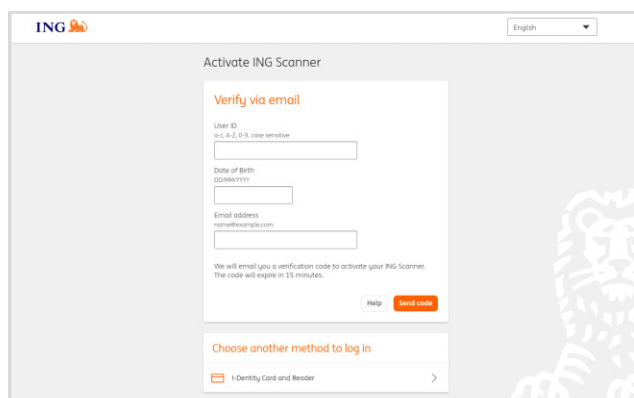 ING
English
Activate ING Scanner
Verify via email
User ID
a-z, A-Z, 0-9, case sensitive
Date of Birth
DD/MM/YYYY
Email address
name@example.com
We will email you a verification code to activate your ING Scanner.
The code will expire in 15 minutes.
Help
Send code
Choose another method to log in
I-Dentity Card and Reader